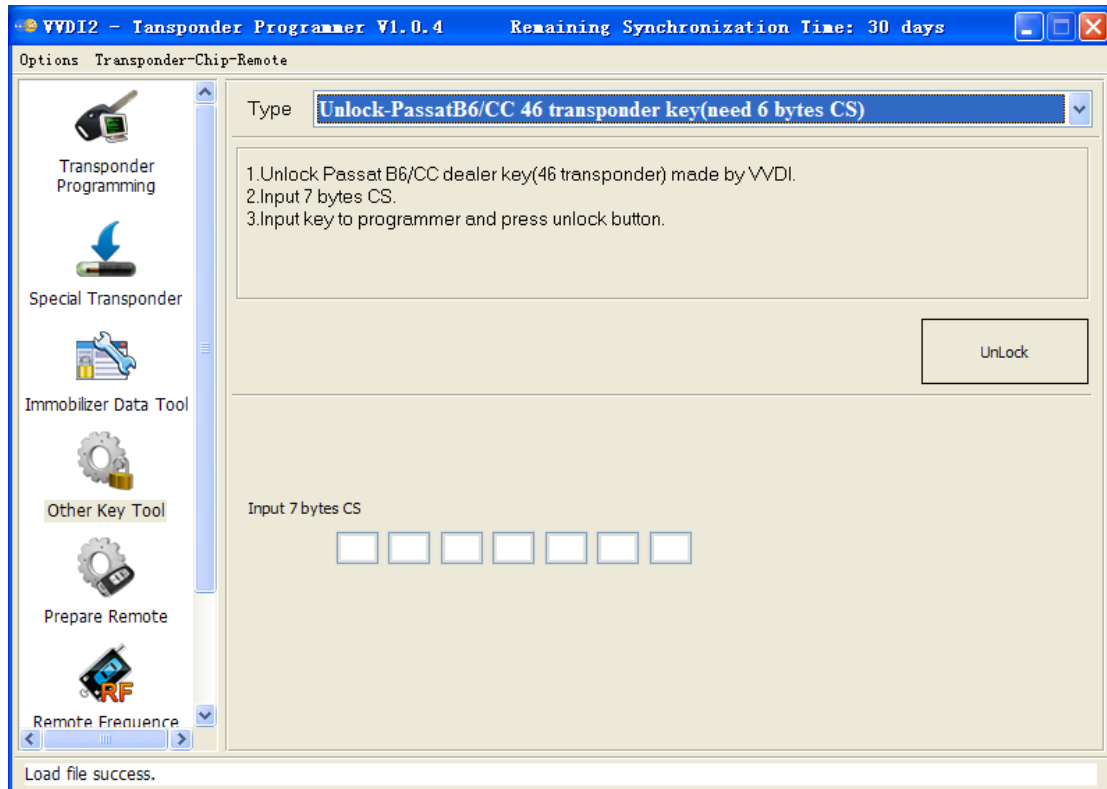 VVDI2 - Tansponder Programmer V1.0.4 Remaining Synchronization Time: 30 days
Options Transponder-Chip-Remote
Type Unlock-PassatB6/CC 46 transponder key(need 6 bytes CS)
Transponder
Programming
Special Transponder
Immobilizer Data Tool
Other Key Tool
Prepare Remote
RF
Remote Frequence
1.Unlock Passat B6/CC dealer key(46 transponder) made by VVDI.
2.Input 7 bytes CS.
3.Input key to programmer and press unlock button.
UnLock
Input 7 bytes CS
Load file success.